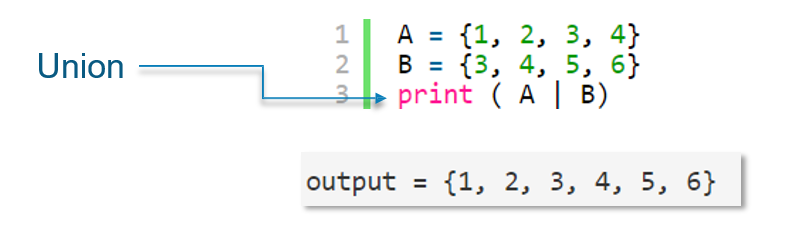 Union
1 A = {1, 2, 3, 4}
2 B = {3, 4, 5, 6}
3 print ( A | B)
output = {1, 2, 3, 4, 5, 6}